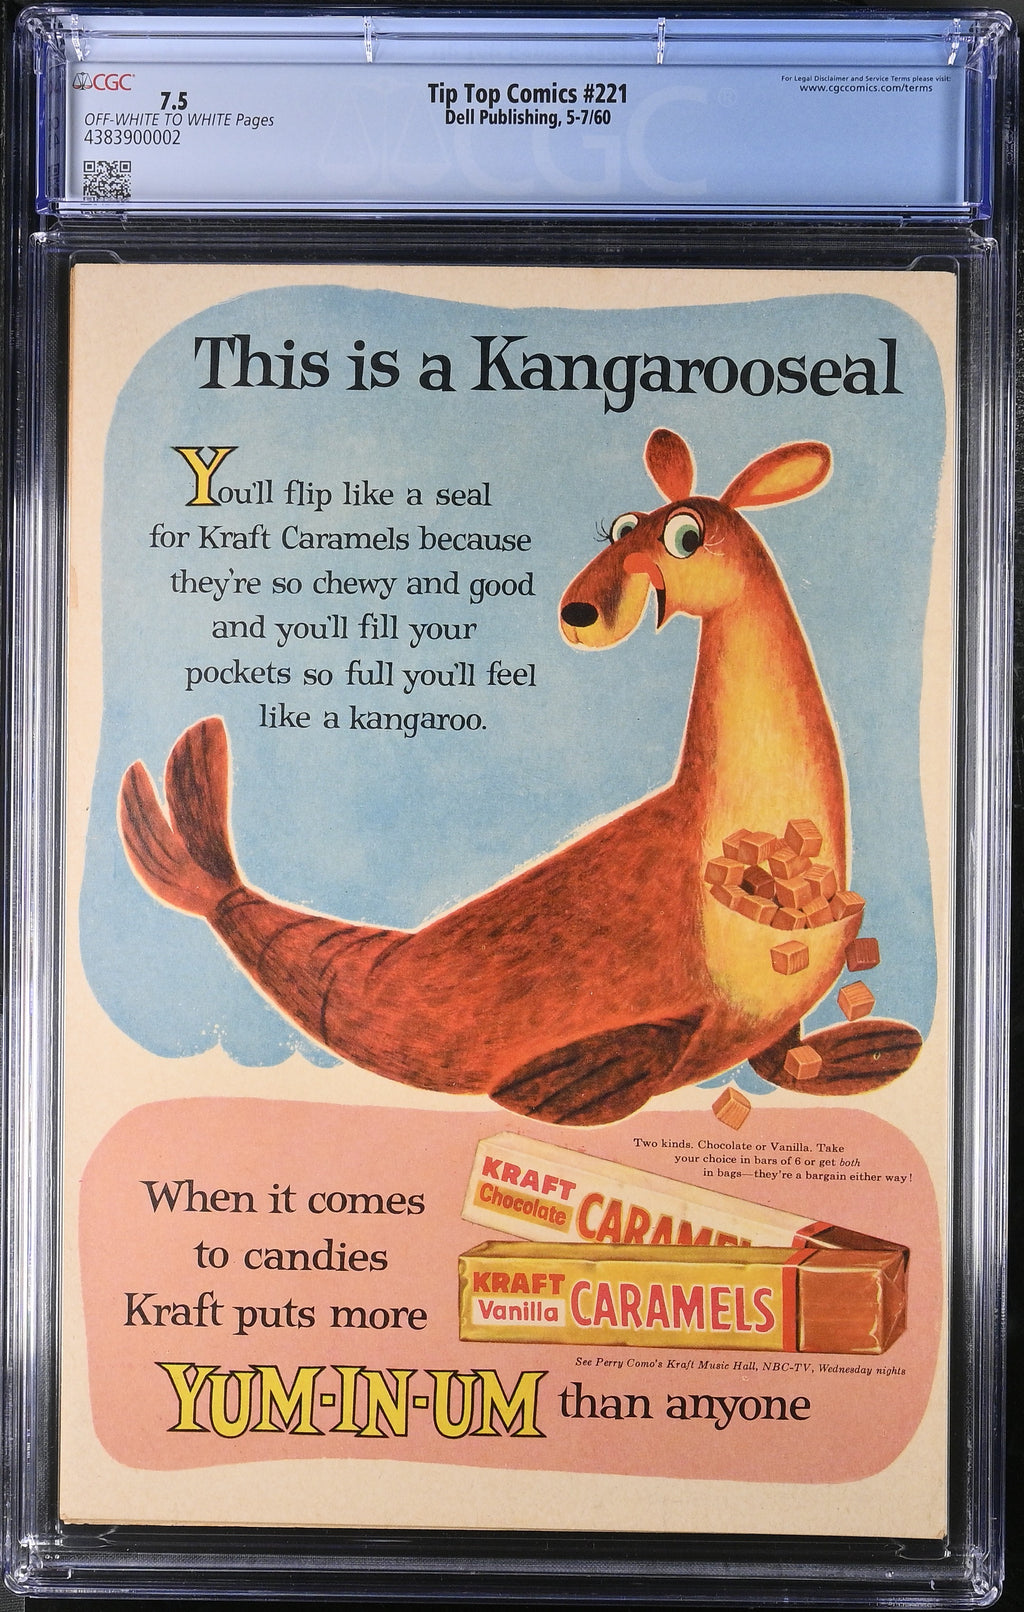 CGC
7.5
OFF-WHITE TO WHITE Pages
4383900002
Tip Top Comics #221
Dell Publishing, 5-7/60
For Legal Disclaimer and Service Terms please visit:
www.cgccomics.com/terms
CGC®
This is a Kangarooseal
You'll flip like a seal
for Kraft Caramels because
they're so chewy and good
and you'll fill your
pockets so full you'll feel
like a kangaroo.
Two kinds. Chocolate or Vanilla. Take
your choice in bars of 6 or get both
in bags—they're a bargain either way!
KRAFT
Chocolate
CARAMEL
KRAFT
Vanilla
CARAMELS
When it comes
to candies
Kraft puts more
See Perry Como's Kraft Music Hall, NBC-TV, Wednesday nights
YUM-IN-UM than anyone